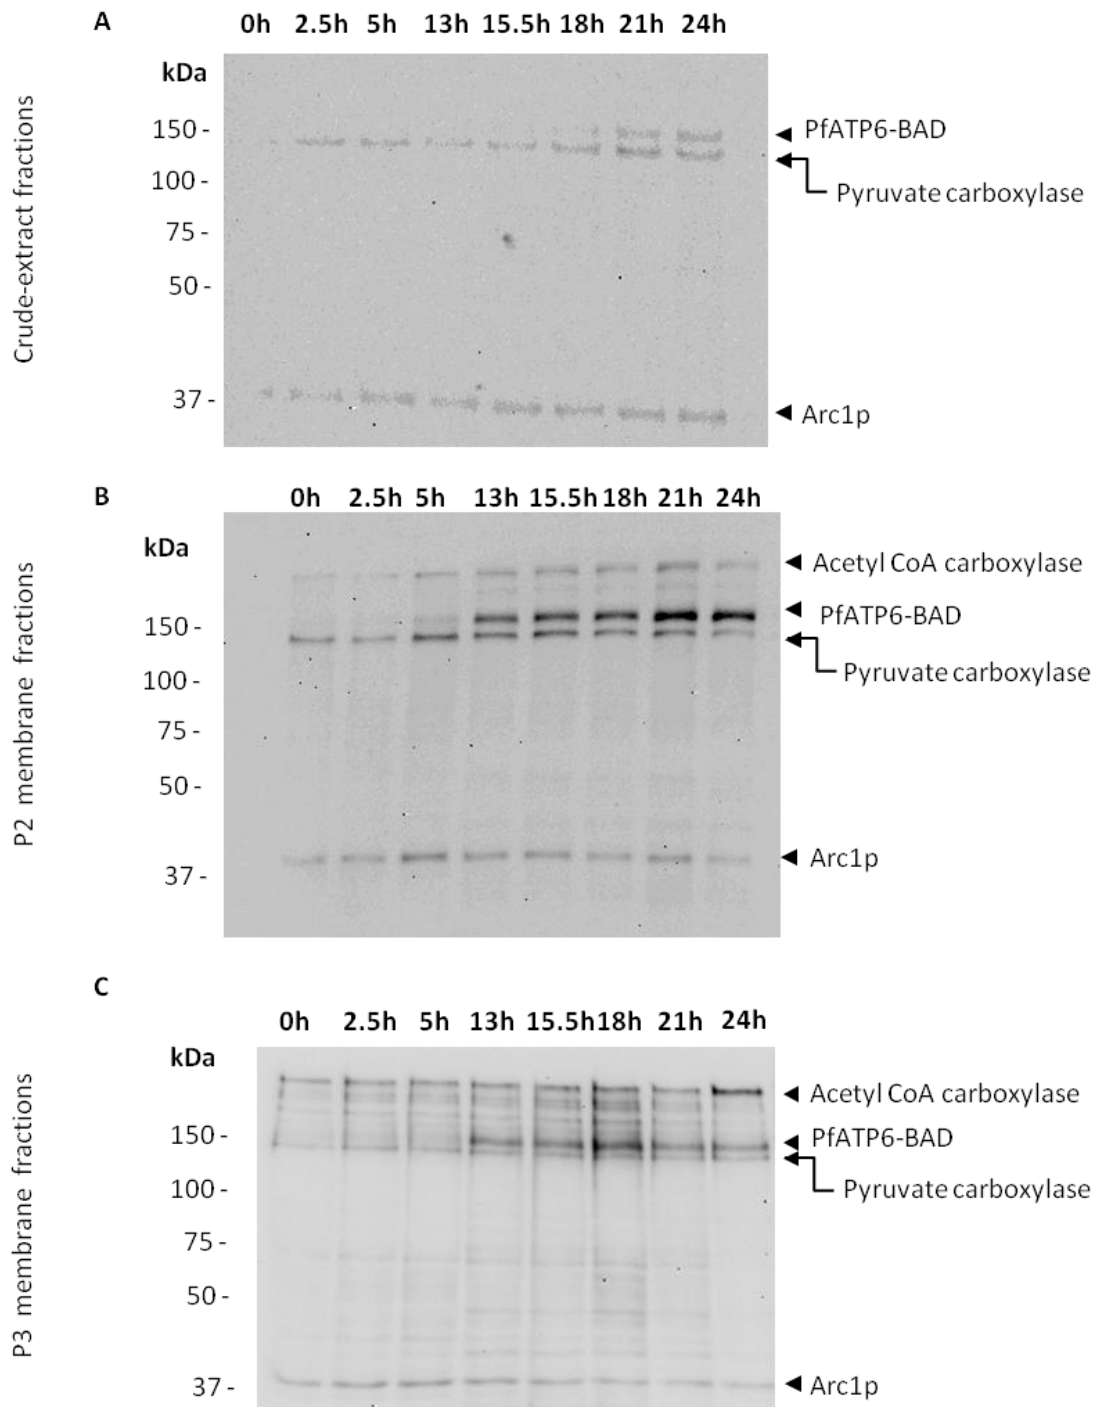 A
0h 2.5h 5h 13h 15.5h 18h 21h 24h
kDa
150 -
100 -
75 -
50 -
37 -
PfATP6-BAD
Pyruvate carboxylase
Arc1p
Crude-extract fractions
B
0h 2.5h 5h 13h 15.5h 18h 21h 24h
kDa
150 -
100 -
75 -
50 -
37 -
Acetyl CoA carboxylase
PfATP6-BAD
Pyruvate carboxylase
Arc1p
P2 membrane fractions
C
0h 2.5h 5h 13h 15.5h 18h 21h 24h
kDa
150 -
100 -
75 -
50 -
37 -
Acetyl CoA carboxylase
PfATP6-BAD
Pyruvate carboxylase
Arc1p
P3 membrane fractions